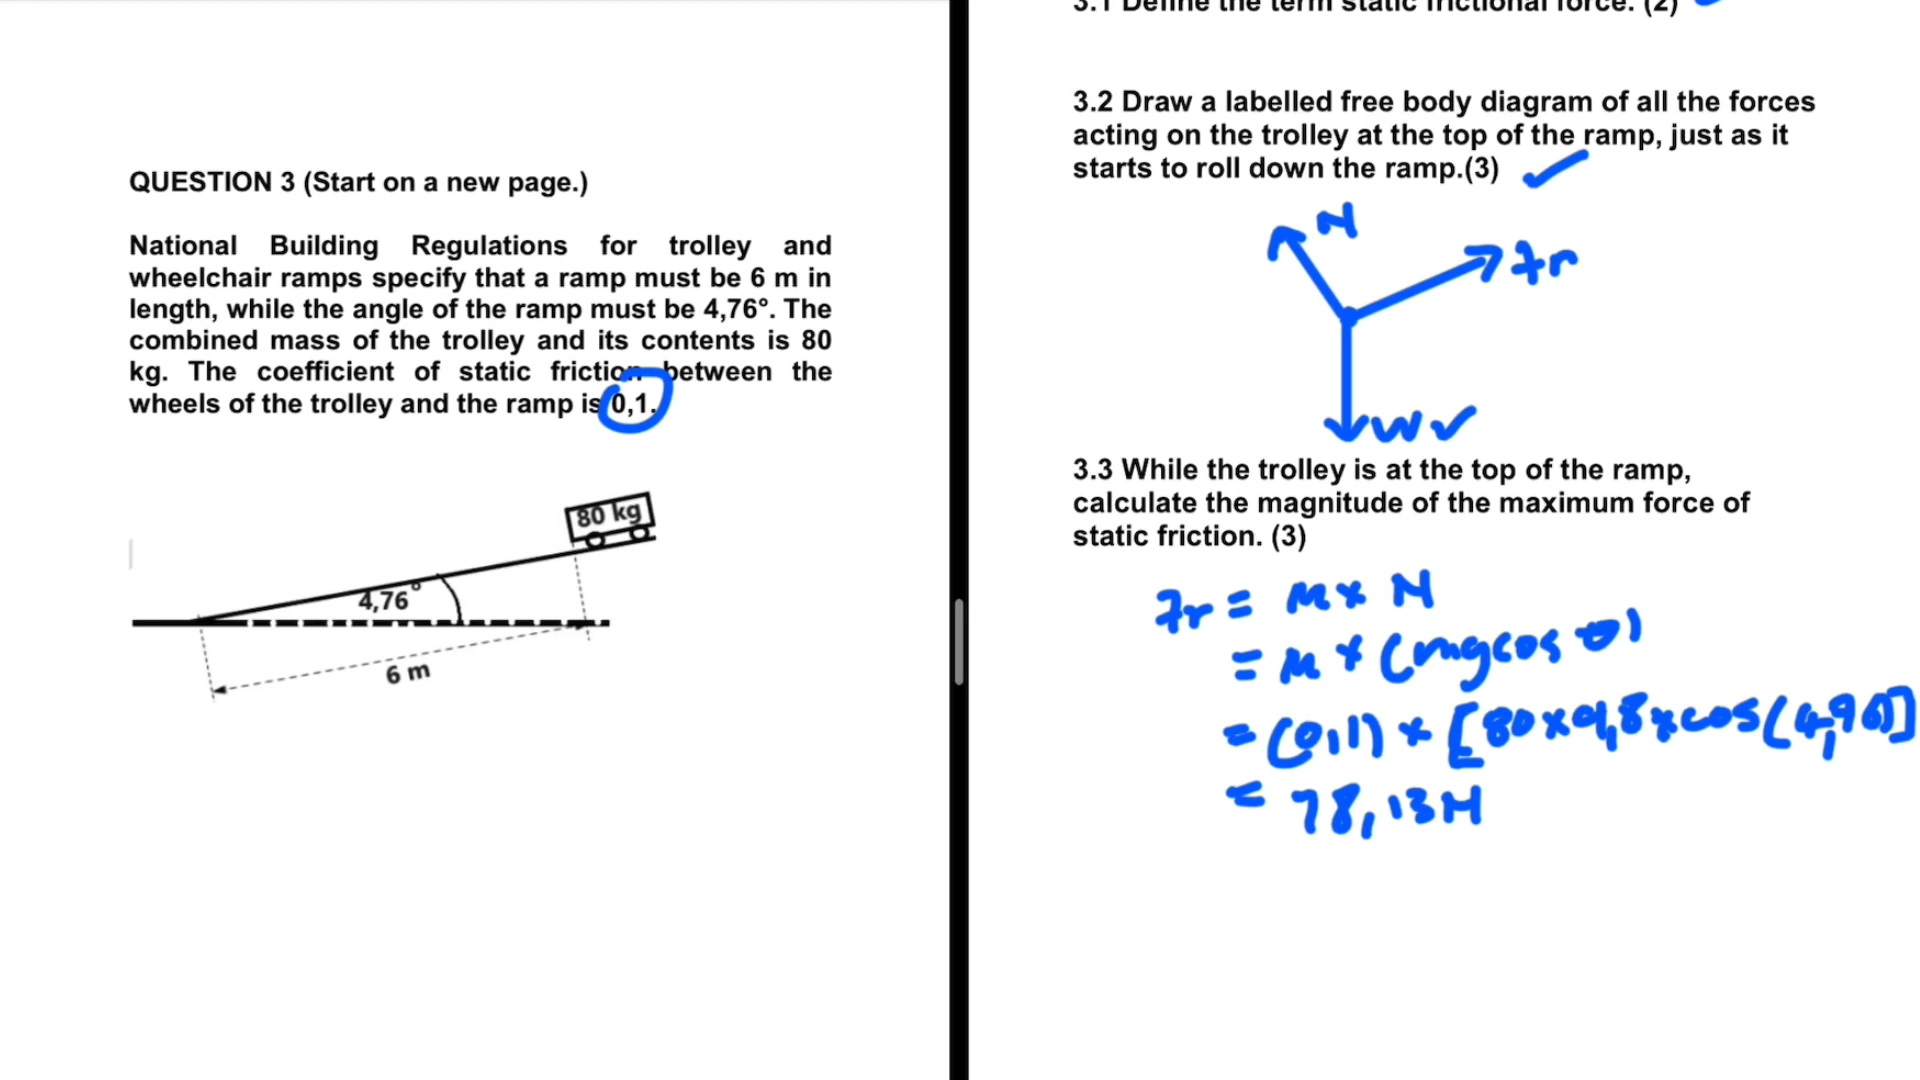 QUESTION 3 (Start on a new page.)
National Building Regulations for trolley and
wheelchair ramps specify that a ramp must be 6 m in
length, while the angle of the ramp must be 4,76°. The
combined mass of the trolley and its contents is 80
kg. The coefficient of static friction between the
wheels of the trolley and the ramp is 0,1.
80 kg
4,76°
6 m
3.1 Define the term static frictional force. (2)
3.2 Draw a labelled free body diagram of all the forces
acting on the trolley at the top of the ramp, just as it
starts to roll down the ramp.(3) ✓
N
fr
W ✓
3.3 While the trolley is at the top of the ramp,
calculate the magnitude of the maximum force of
static friction. (3)
fr = μ × N
= μ × (mgcos θ)
= (0,1) × [80×9,8×cos(4,76)]
= 78,13N